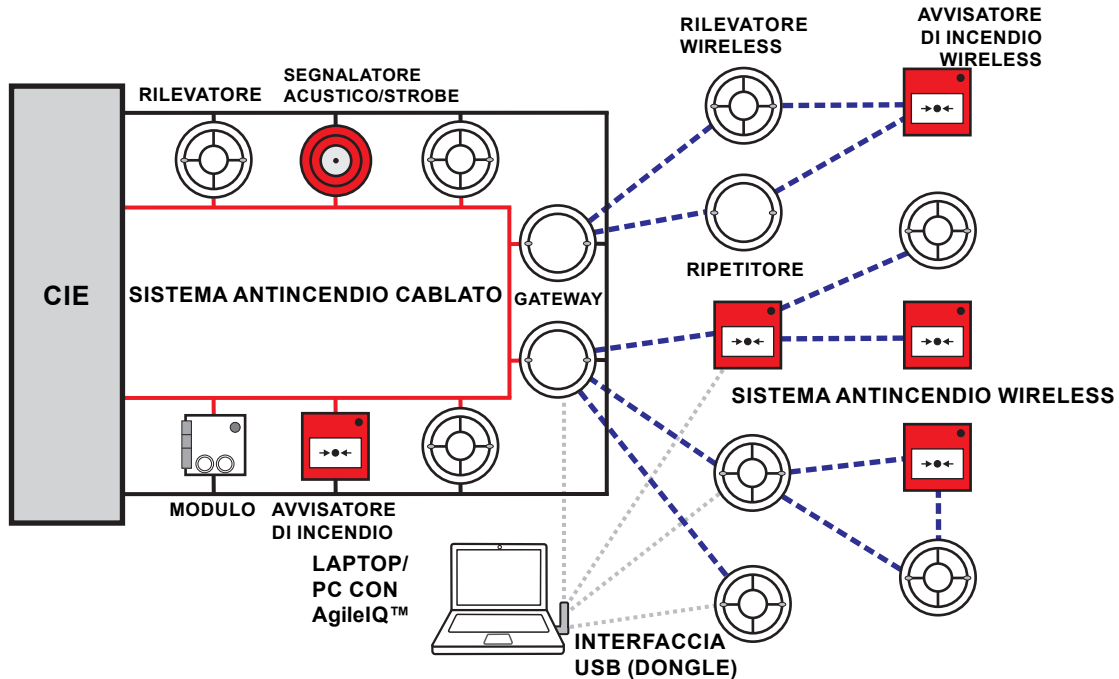 RILEVATORE
WIRELESS
AVVISATORE
DI INCENDIO
WIRELESS
SEGNALATORE
ACUSTICO/STROBE
RILEVATORE
RIPETITORE
CIE
SISTEMA ANTINCENDIO CABLATO
GATEWAY
SISTEMA ANTINCENDIO WIRELESS
MODULO
AVVISATORE
DI INCENDIO
LAPTOP/
PC CON
AgileIQ™
INTERFACCIA
USB (DONGLE)